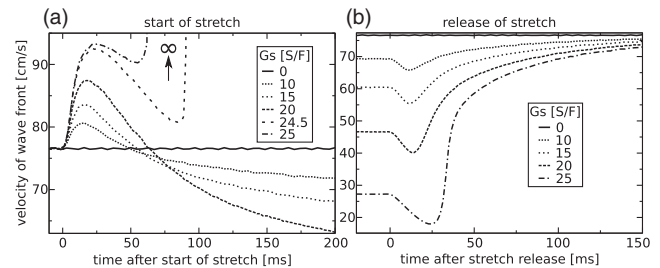 (a)
start of stretch
velocity of wave front [cm/s]
90
80
70
∞
Gs [S/F]
0
10
15
20
24.5
25
0 50 100 150 200
time after start of stretch [ms]
(b)
release of stretch
70
60
50
40
30
20
Gs [S/F]
0
10
15
20
25
0 50 100 150
time after stretch release [ms]